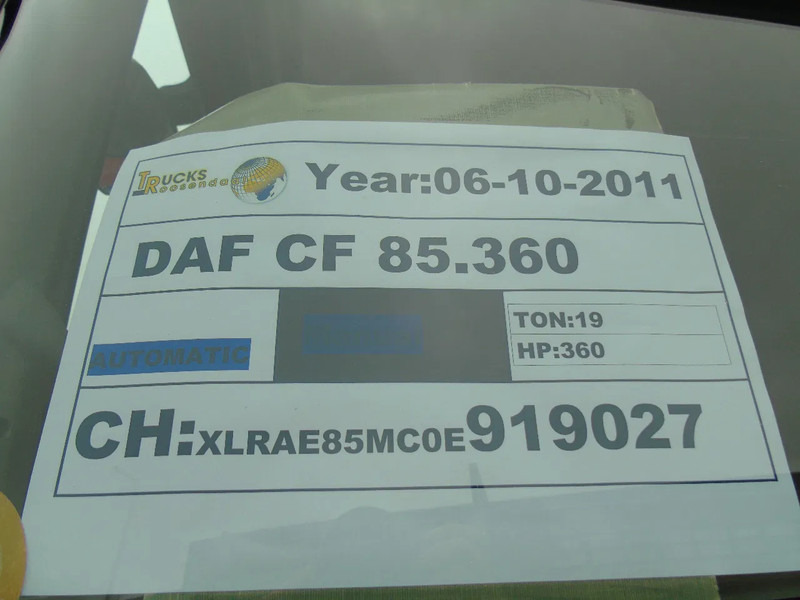 TRUCKS
Roosendaal
Year:06-10-2011
DAF CF 85.360
AUTOMATIC
TON:19
HP:360
CH:XLRAE85MC0E919027